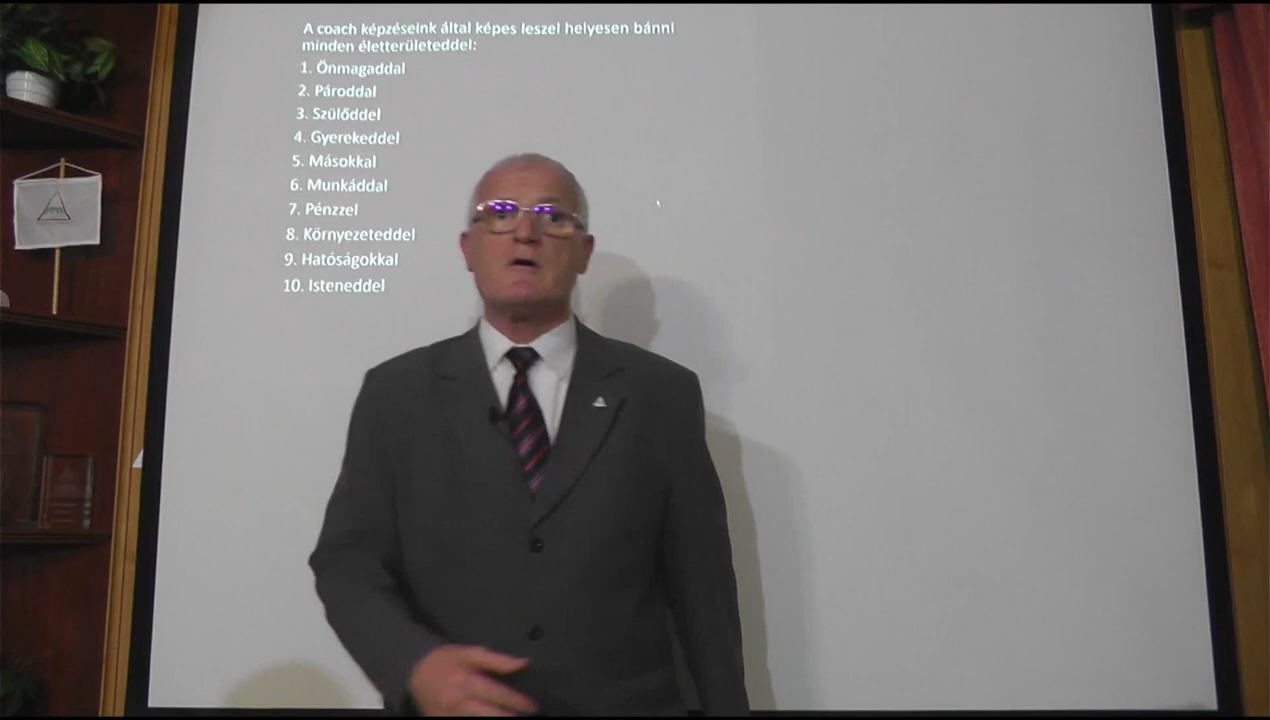 A coach képzéseink által képes leszel helyesen bánni
minden életterületeddel:
1. Önmagaddal
2. Pároddal
3. Szülőddel
4. Gyerekeddel
5. Másokkal
6. Munkáddal
7. Pénzzel
8. Környezeteddel
9. Hatóságokkal
10. Isteneddel